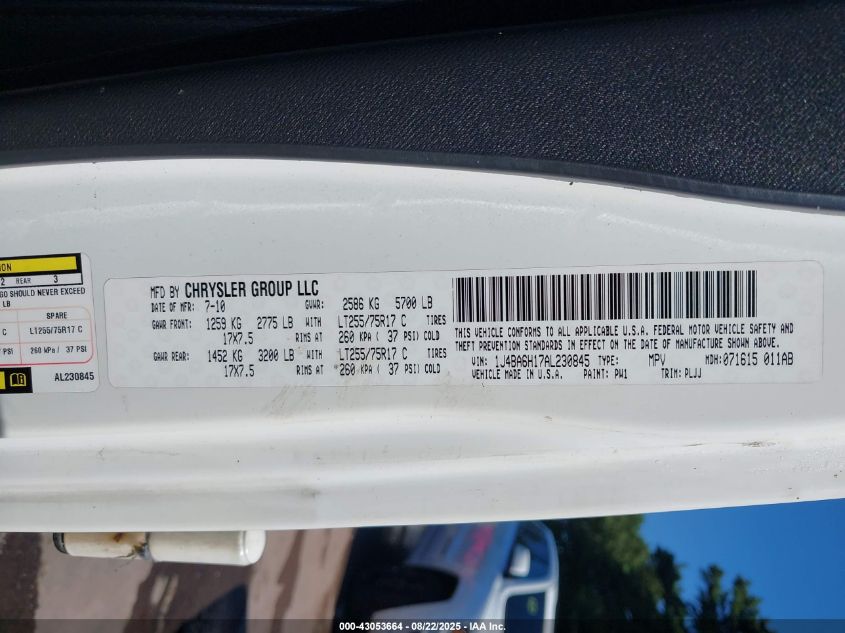 ION
2 REAR 3
GO SHOULD NEVER EXCEED
LB
SPARE
C LT255/75R17 C
PSI 260 kPa / 37 PSI
AL230845
MFD BY CHRYSLER GROUP LLC
DATE OF MFR: 7-10 GVWR: 2586 KG 5700 LB
GAWR FRONT: 1259 KG 2775 LB WITH LT255/75R17 C TIRES
17X7.5 RIMS AT 260 KPA ( 37 PSI) COLD
GAWR REAR: 1452 KG 3200 LB WITH LT255/75R17 C TIRES
17X7.5 RIMS AT 260 KPA ( 37 PSI) COLD
THIS VEHICLE CONFORMS TO ALL APPLICABLE U.S.A. FEDERAL MOTOR VEHICLE SAFETY AND
THEFT PREVENTION STANDARDS IN EFFECT ON THE DATE OF MANUFACTURE SHOWN ABOVE.
VIN: 1J4BA6H17AL230845 TYPE: MPV MDH: 071615 011AB
VEHICLE MADE IN U.S.A. PAINT: PW1 TRIM: PLJJ
000-43053664 - 08/22/2025 - IAA Inc.